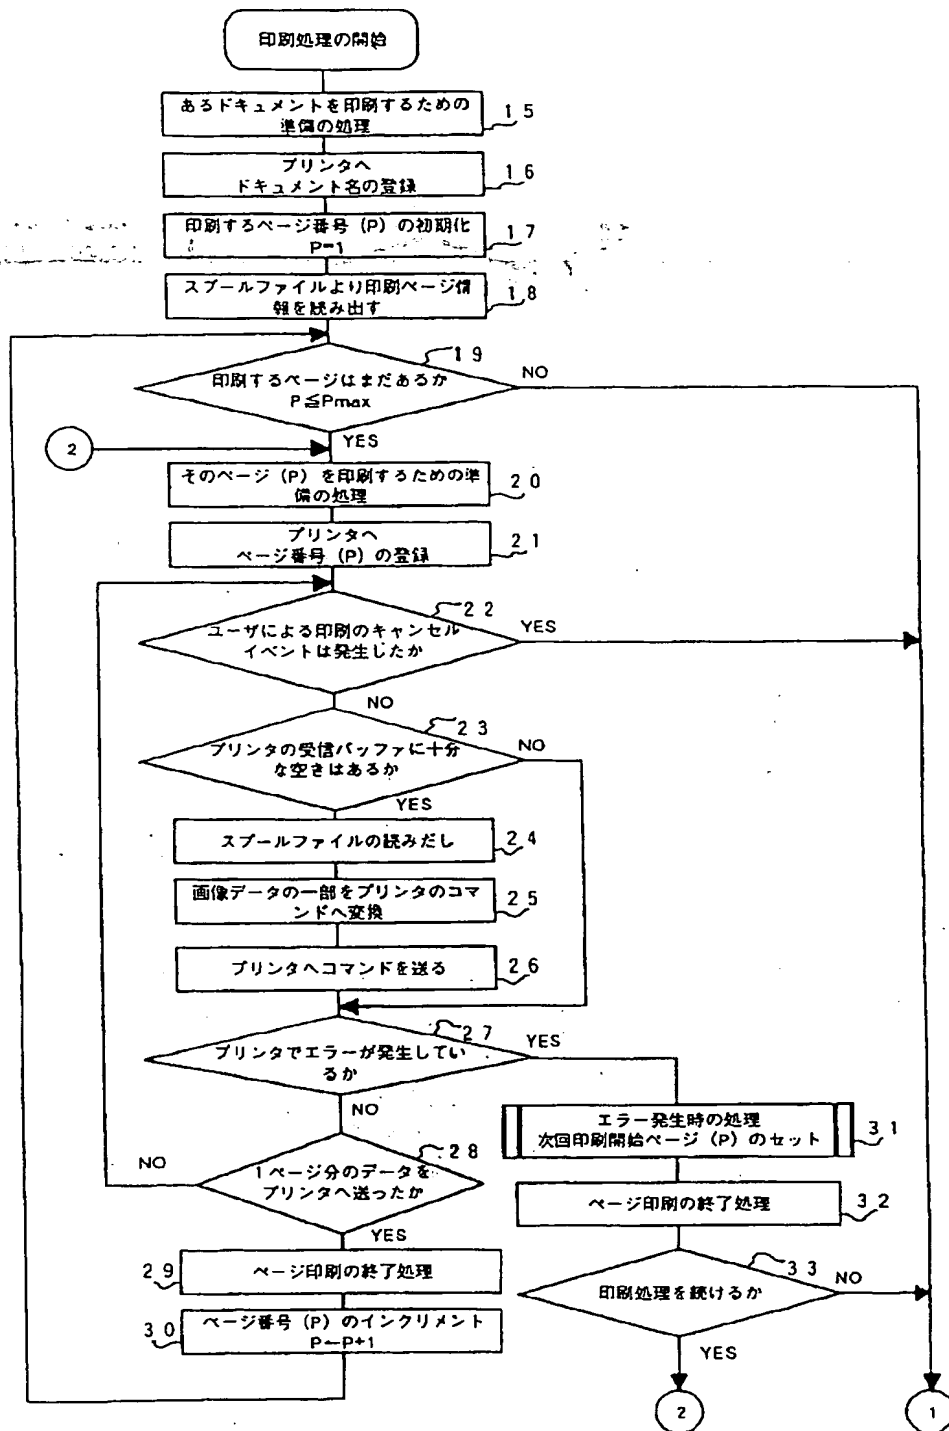 印刷処理の開始
あるドキュメントを印刷するための
準備の処理
15
プリンタへ
ドキュメント名の登録
16
印刷するページ番号 (P) の初期化
P=1
17
スプールファイルより印刷ページ情
報を読み出す
18
19
印刷するページはまだあるか
P≦Pmax
NO
YES
2
そのページ (P) を印刷するための準
備の処理
20
プリンタへ
ページ番号 (P) の登録
21
22
ユーザによる印刷のキャンセル
イベントは発生したか
YES
NO
23
プリンタの受信バッファに十分
な空きはあるか
NO
YES
スプールファイルの読みだし
24
画像データの一部をプリンタのコマ
ンドへ変換
25
プリンタへコマンドを送る
26
27
プリンタでエラーが発生してい
るか
YES
NO
エラー発生時の処理
次回印刷開始ページ (P) のセット
31
28
1ページ分のデータを
プリンタへ送ったか
NO
YES
ページ印刷の終了処理
32
29
ページ印刷の終了処理
33
印刷処理を続けるか
NO
YES
30
ページ番号 (P) のインクリメント
P←P+1
2
1